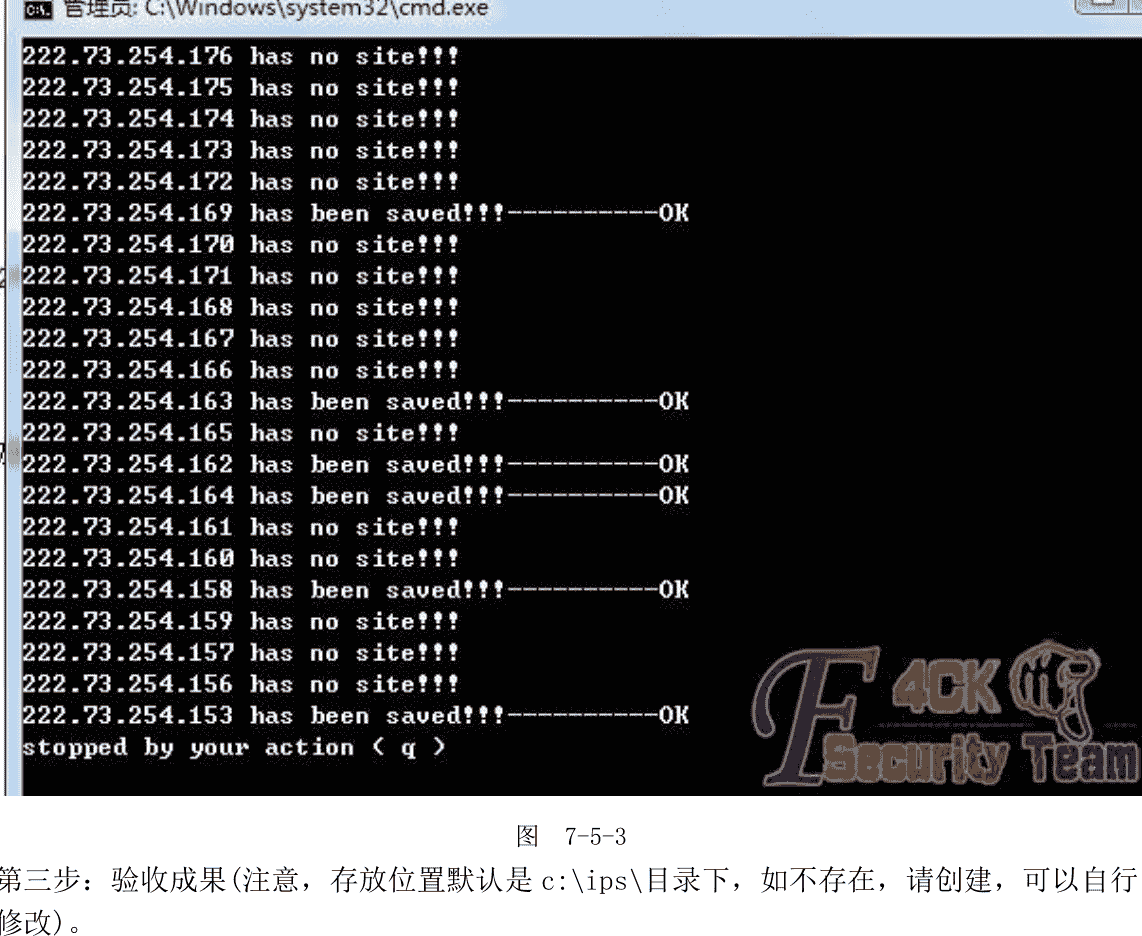 管理员: C:\Windows\system32\cmd.exe
222.73.254.176 has no site!!!
222.73.254.175 has no site!!!
222.73.254.174 has no site!!!
222.73.254.173 has no site!!!
222.73.254.172 has no site!!!
222.73.254.169 has been saved!!!----------OK
222.73.254.170 has no site!!!
222.73.254.171 has no site!!!
222.73.254.168 has no site!!!
222.73.254.167 has no site!!!
222.73.254.166 has no site!!!
222.73.254.163 has been saved!!!----------OK
222.73.254.165 has no site!!!
222.73.254.162 has been saved!!!----------OK
222.73.254.164 has been saved!!!----------OK
222.73.254.161 has no site!!!
222.73.254.160 has no site!!!
222.73.254.158 has been saved!!!----------OK
222.73.254.159 has no site!!!
222.73.254.157 has no site!!!
222.73.254.156 has no site!!!
222.73.254.153 has been saved!!!----------OK
stopped by your action ( q )
F4CK
Security Team
图 7-5-3
第三步：验收成果(注意，存放位置默认是 c:\ips\目录下，如不存在，请创建，可以自行
修改)。